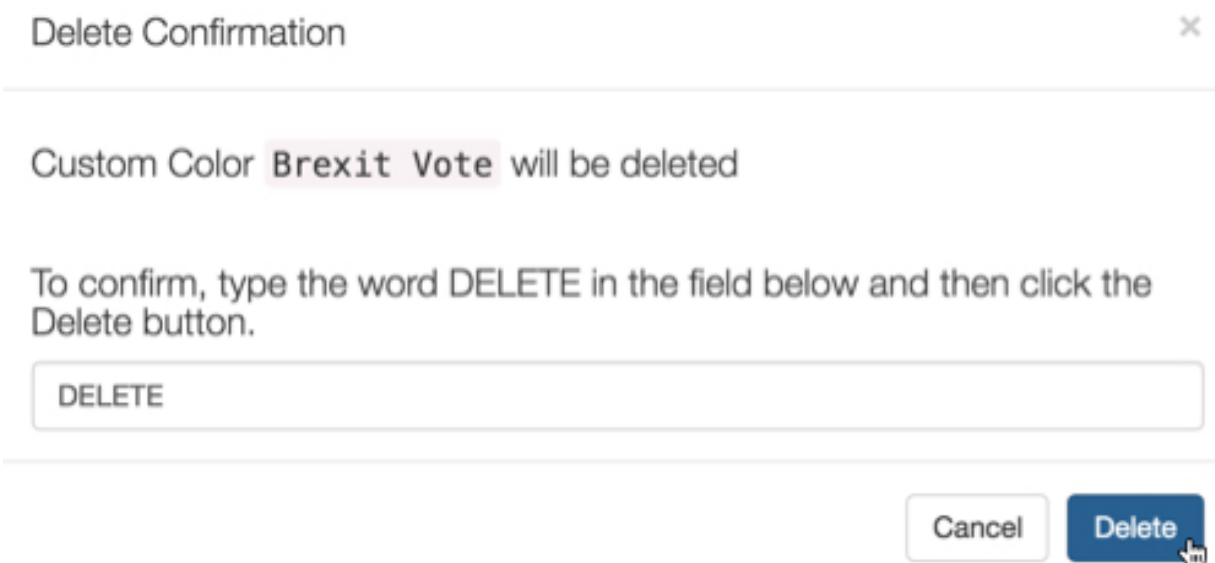 Delete Confirmation ×
Custom Color Brexit Vote will be deleted
To confirm, type the word DELETE in the field below and then click the
Delete button.
DELETE
Cancel Delete